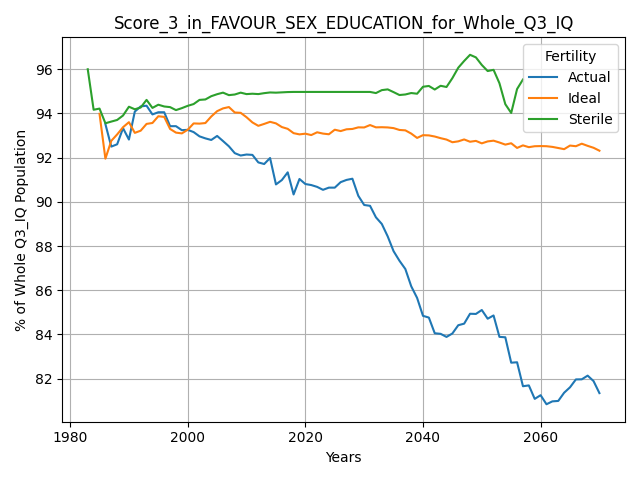 Score_3_in_FAVOUR_SEX_EDUCATION_for_Whole_Q3_IQ
% of Whole Q3_IQ Population
96
94
92
90
88
86
84
82
Fertility
Actual
Ideal
Sterile
1980
2000
2020
2040
2060
Years